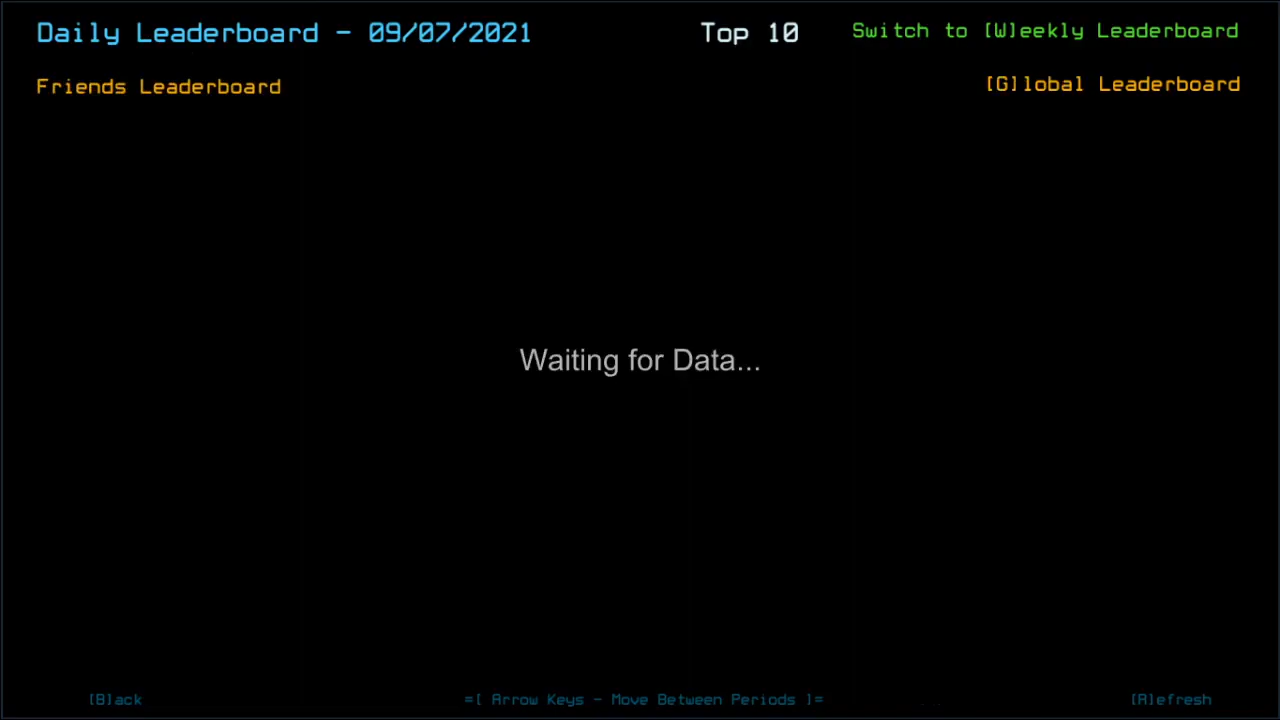 Daily Leaderboard - 09/07/2021 Top 10 Switch to [W]eekly Leaderboard
Friends Leaderboard [G]lobal Leaderboard
Waiting for Data...
[B]ack =[ Arrow Keys - Move Between Periods ]= [R]efresh